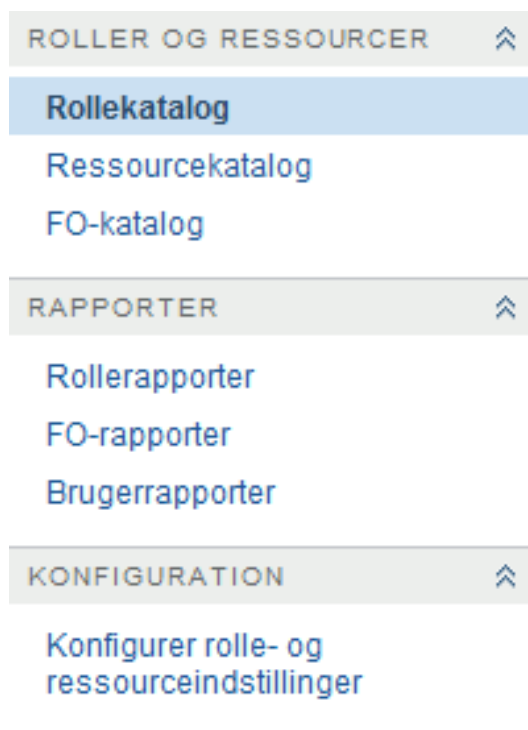 ROLLER OG RESSOURCER
Rollekatalog
Ressourcekatalog
FO-katalog
RAPPORTER
Rollerapporter
FO-rapporter
Brugerrapporter
KONFIGURATION
Konfigurer rolle- og
ressourceindstillinger